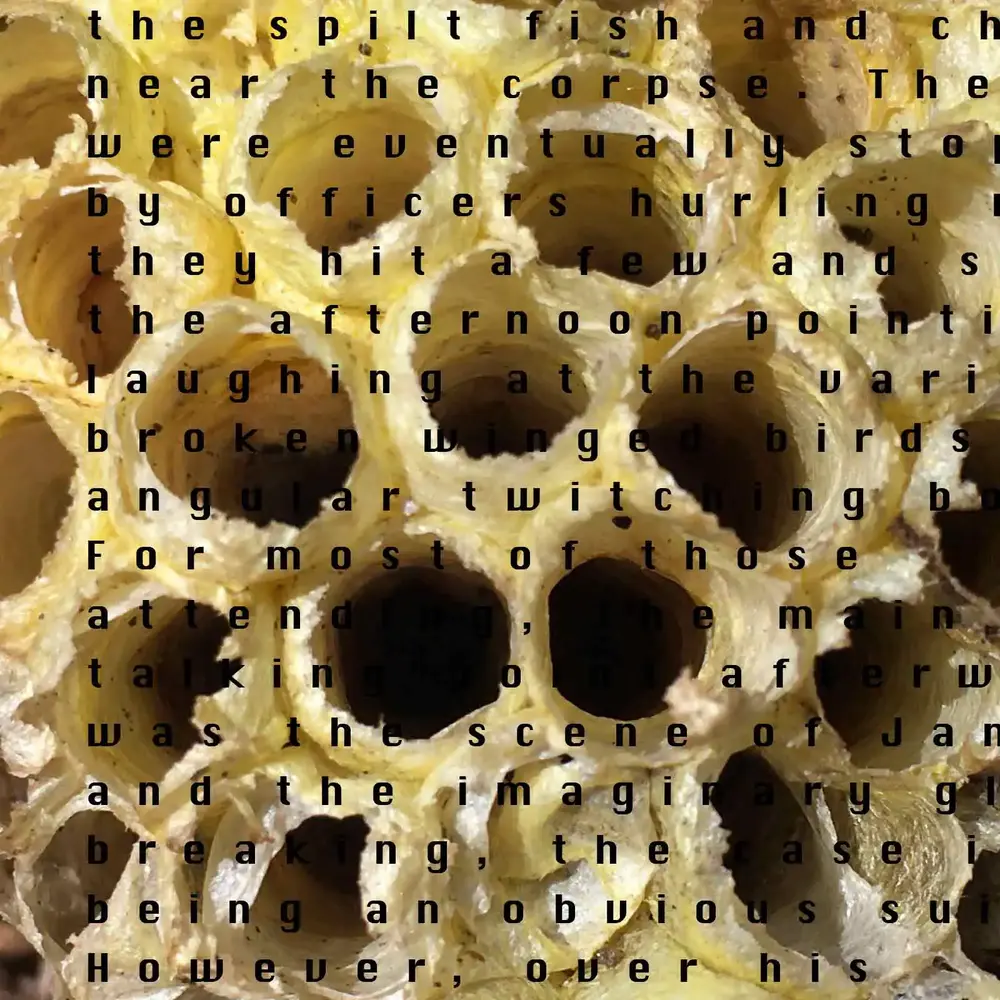 the spilt fish and ch
near the corpse. The
were eventually stop
by officers hurling
they hit a few and s
the afternoon pointi
laughing at the vari
broken winged birds
angular twitching bo
For most of those
attending, the main
talking point afterw
was the scene of Jan
and the imaginary gl
breaking, the case i
being an obvious sui
However, over his